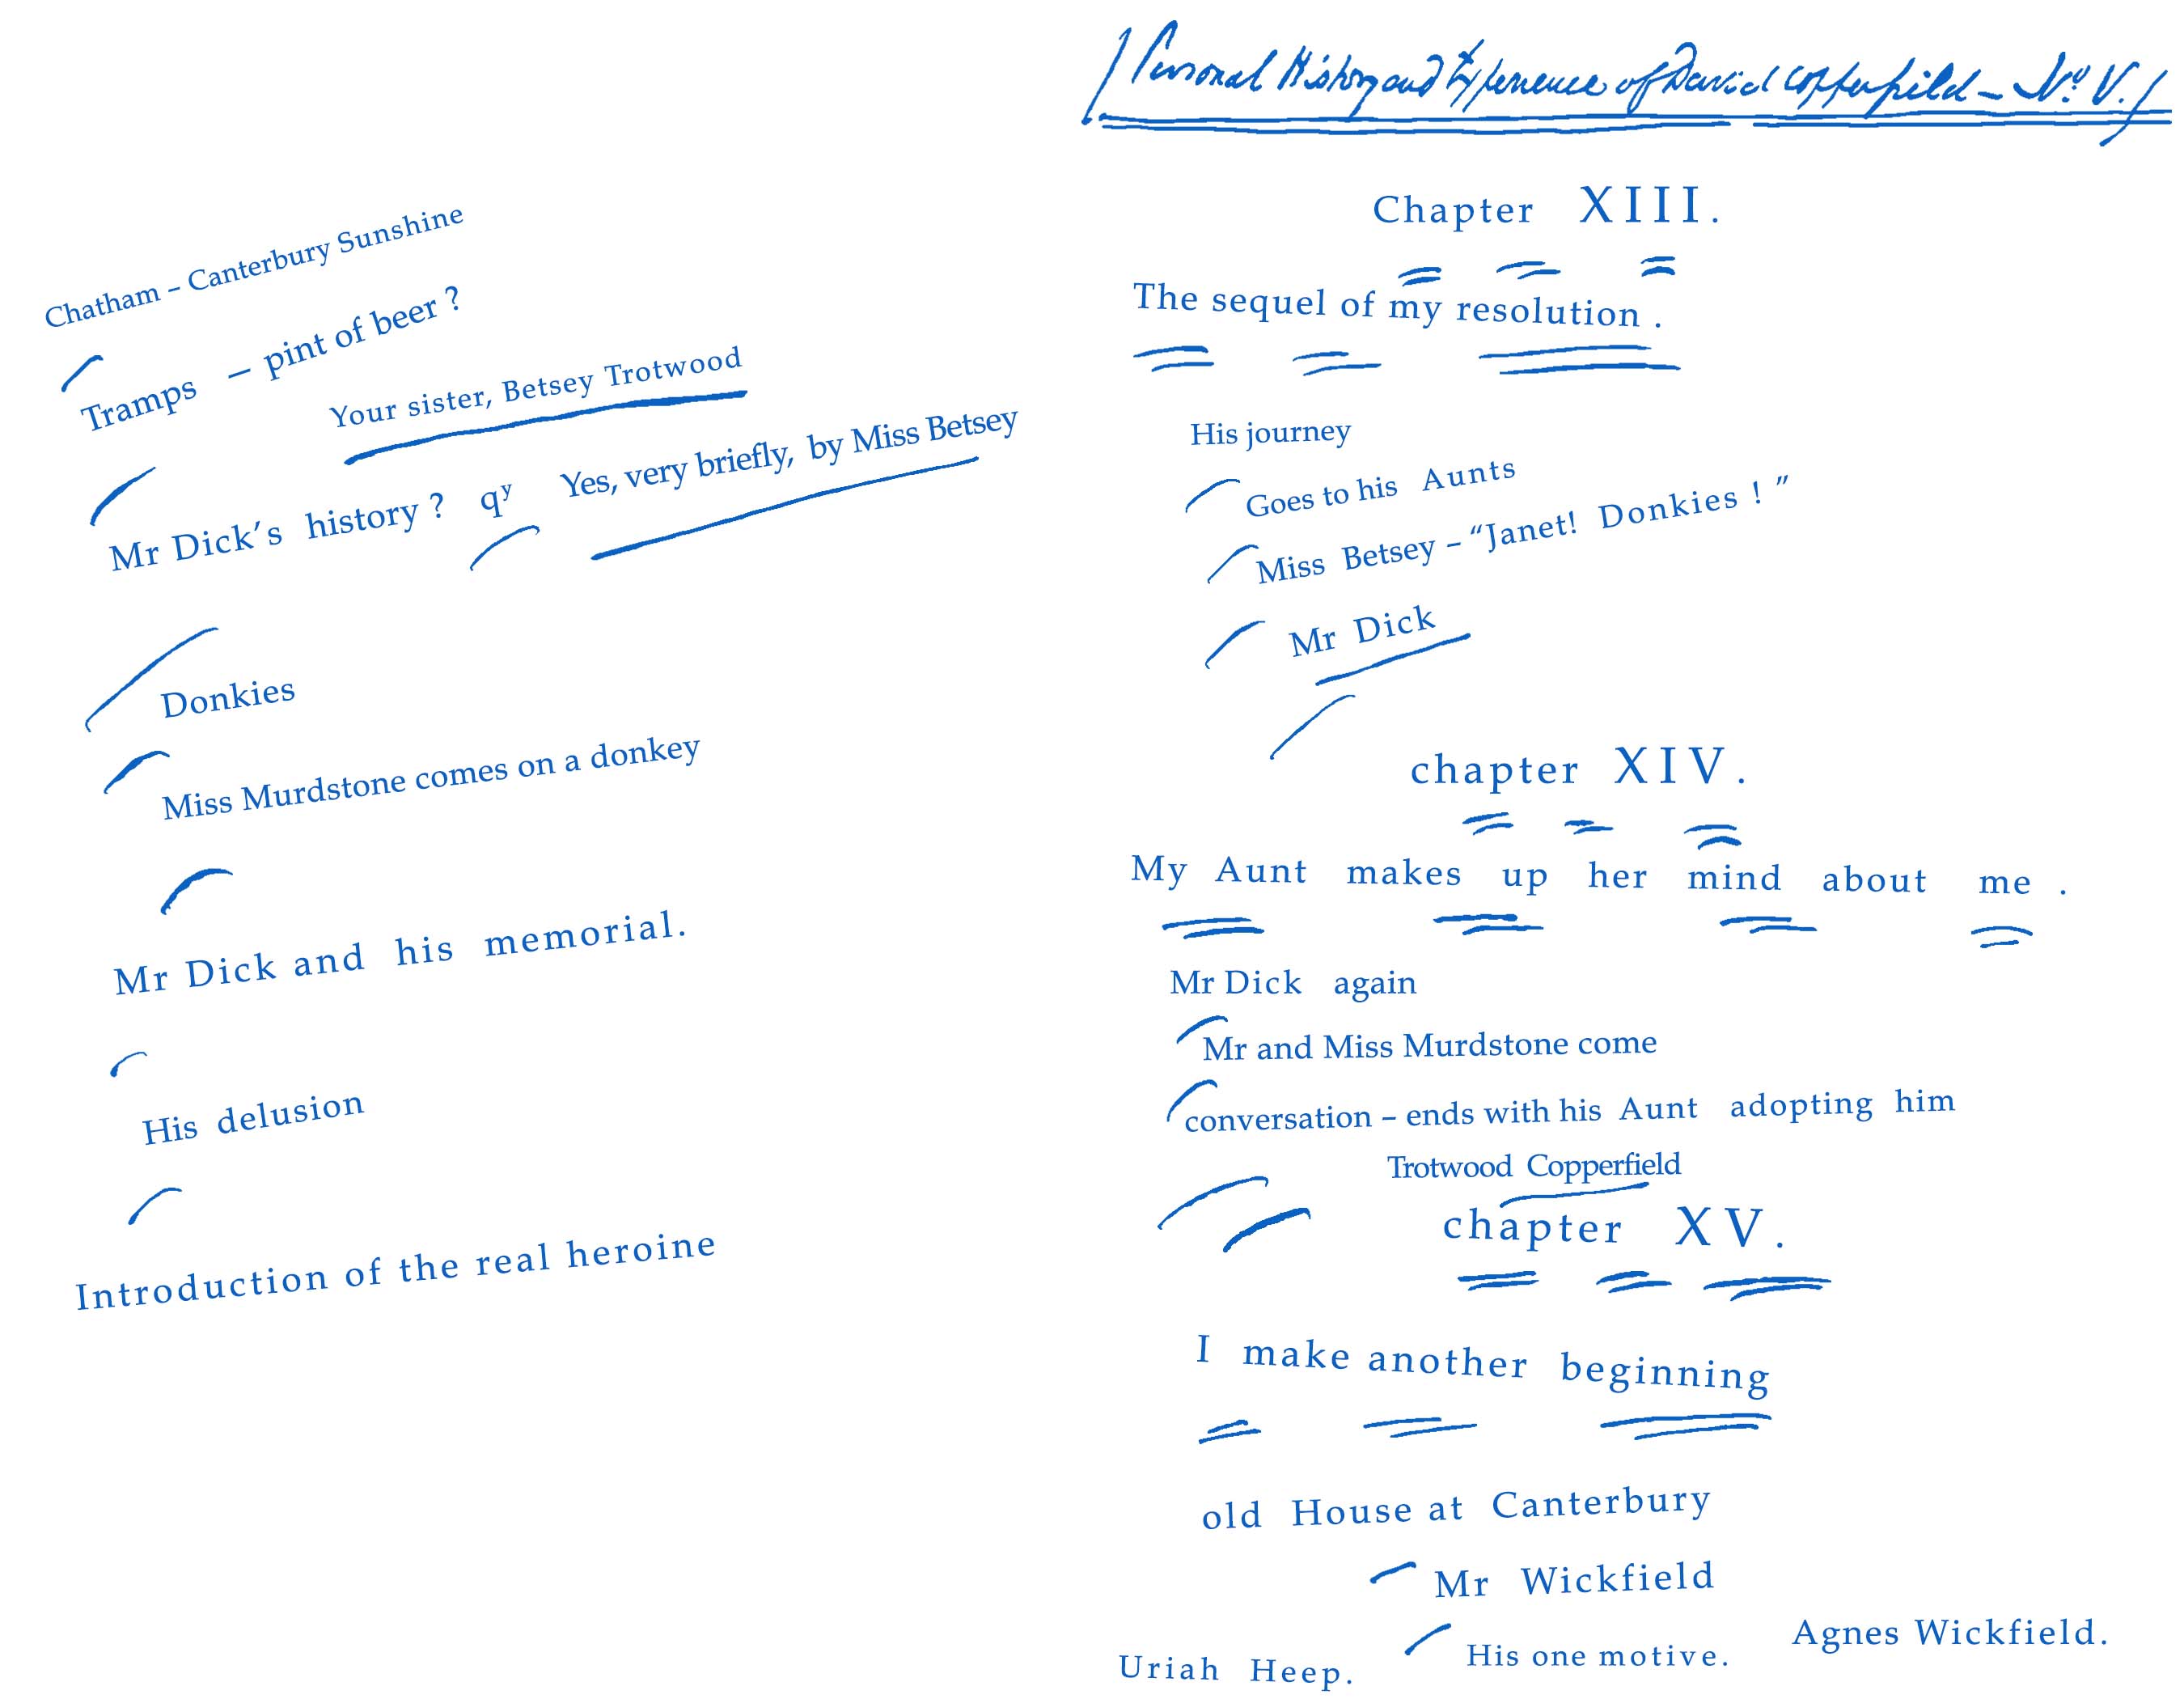 Chatham – Canterbury Sunshine
Tramps – pint of beer ?
Your sister, Betsey Trotwood
Mr Dick’s history ? qʸ Yes, very briefly, by Miss Betsey
Donkies
Miss Murdstone comes on a donkey
Mr Dick and his memorial.
His delusion
Introduction of the real heroine
Personal History and Experience of David Copperfield – No. V.
Chapter XIII.
The sequel of my resolution .
His journey
Goes to his Aunts
Miss Betsey – “Janet! Donkies ! ”
Mr Dick
chapter XIV.
My Aunt makes up her mind about me .
Mr Dick again
Mr and Miss Murdstone come
conversation – ends with his Aunt adopting him
Trotwood Copperfield
chapter XV.
I make another beginning
old House at Canterbury
Mr Wickfield
Agnes Wickfield.
His one motive.
Uriah Heep.